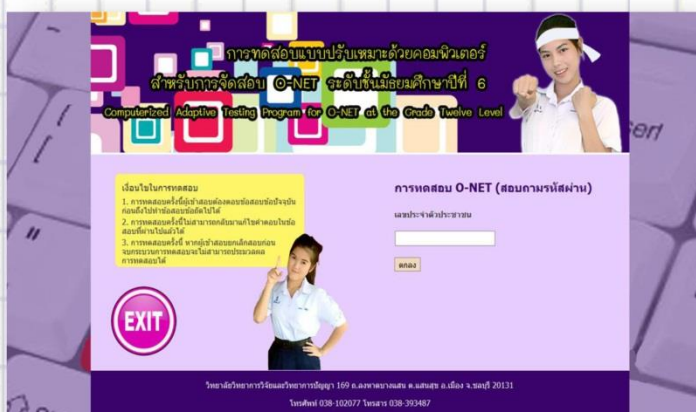 การทดสอบแบบปรับเหมาะด้วยคอมพิวเตอร์
สำหรับการจัดสอบ O-NET ระดับชั้นมัธยมศึกษาปีที่ 6
Computerized Adaptive Testing Program for O-NET at the Grade Twelve Level
เงื่อนไขในการทดสอบ
1. การทดสอบครั้งนี้ผู้เข้าสอบต้องตอบข้อสอบข้อปัจจุบัน
ก่อนถึงไปทำข้อสอบข้อถัดไปได้
2. การทดสอบครั้งนี้ไม่สามารถกลับมาแก้ไขคำตอบในข้อ
สอบที่ผ่านไปแล้วได้
3. การทดสอบครั้งนี้ หากผู้เข้าสอบยกเลิกสอบก่อน
จบกระบวนการทดสอบจะไม่สามารถประมวลผล
การทดสอบได้
EXIT
การทดสอบ O-NET (สอบถามรหัสผ่าน)
เลขประจำตัวประชาชน
ตกลง
วิทยาลัยวิทยาการวิจัยและวิทยาการปัญญา 169 ถ.ลงหาดบางแสน ต.แสนสุข อ.เมือง จ.ชลบุรี 20131
โทรศัพท์ 038-102077 โทรสาร 038-393487